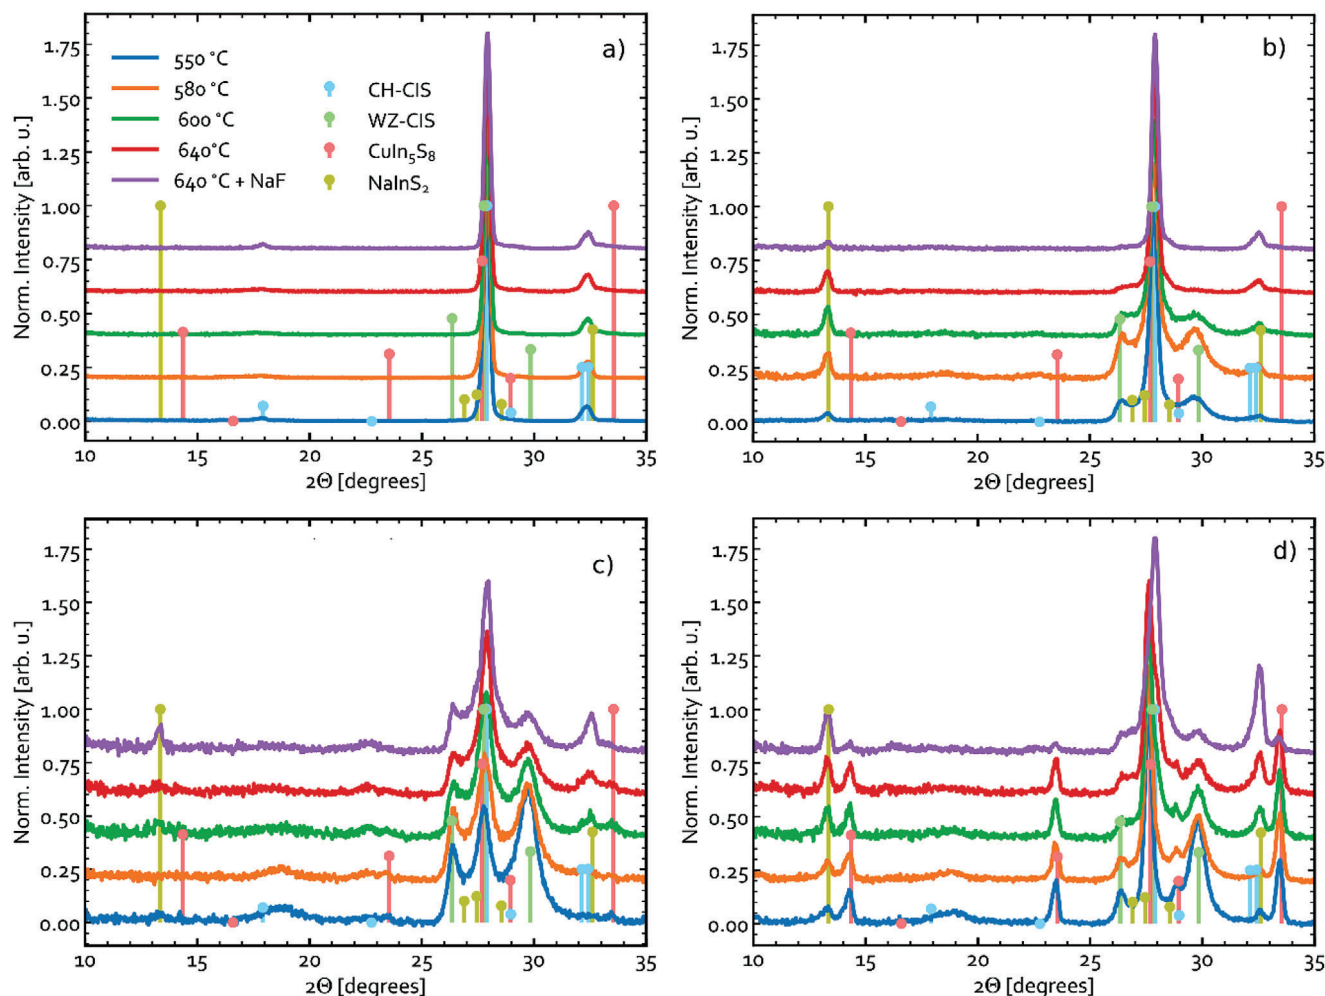 a)
550 °C
580 °C
600 °C
640°C
640 °C + NaF
CH-CIS
WZ-CIS
CuIn₅S₈
NaInS₂
Norm. Intensity [arb. u.]
1.75
1.50
1.25
1.00
0.75
0.50
0.25
0.00
10 15 20 25 30 35
2Θ [degrees]
b)
Norm. Intensity [arb. u.]
1.75
1.50
1.25
1.00
0.75
0.50
0.25
0.00
10 15 20 25 30 35
2Θ [degrees]
c)
Norm. Intensity [arb. u.]
1.75
1.50
1.25
1.00
0.75
0.50
0.25
0.00
10 15 20 25 30 35
2Θ [degrees]
d)
Norm. Intensity [arb. u.]
1.75
1.50
1.25
1.00
0.75
0.50
0.25
0.00
10 15 20 25 30 35
2Θ [degrees]